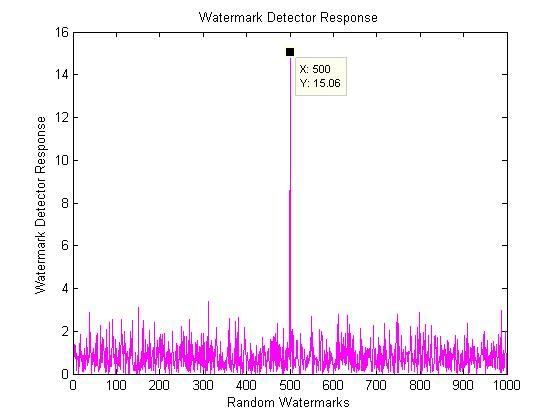 Watermark Detector Response
16
14
12
10
8
6
4
2
0
Watermark Detector Response
X: 500
Y: 15.06
0 100 200 300 400 500 600 700 800 900 1000
Random Watermarks